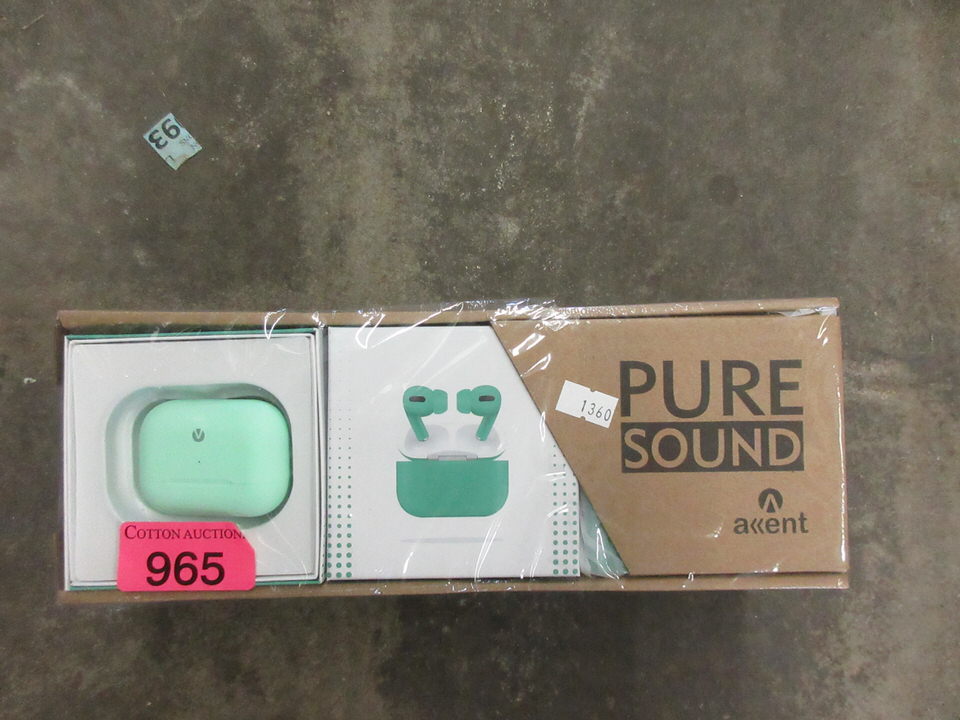 93
COTTON AUCTION
965
1360
PURE
SOUND
akent